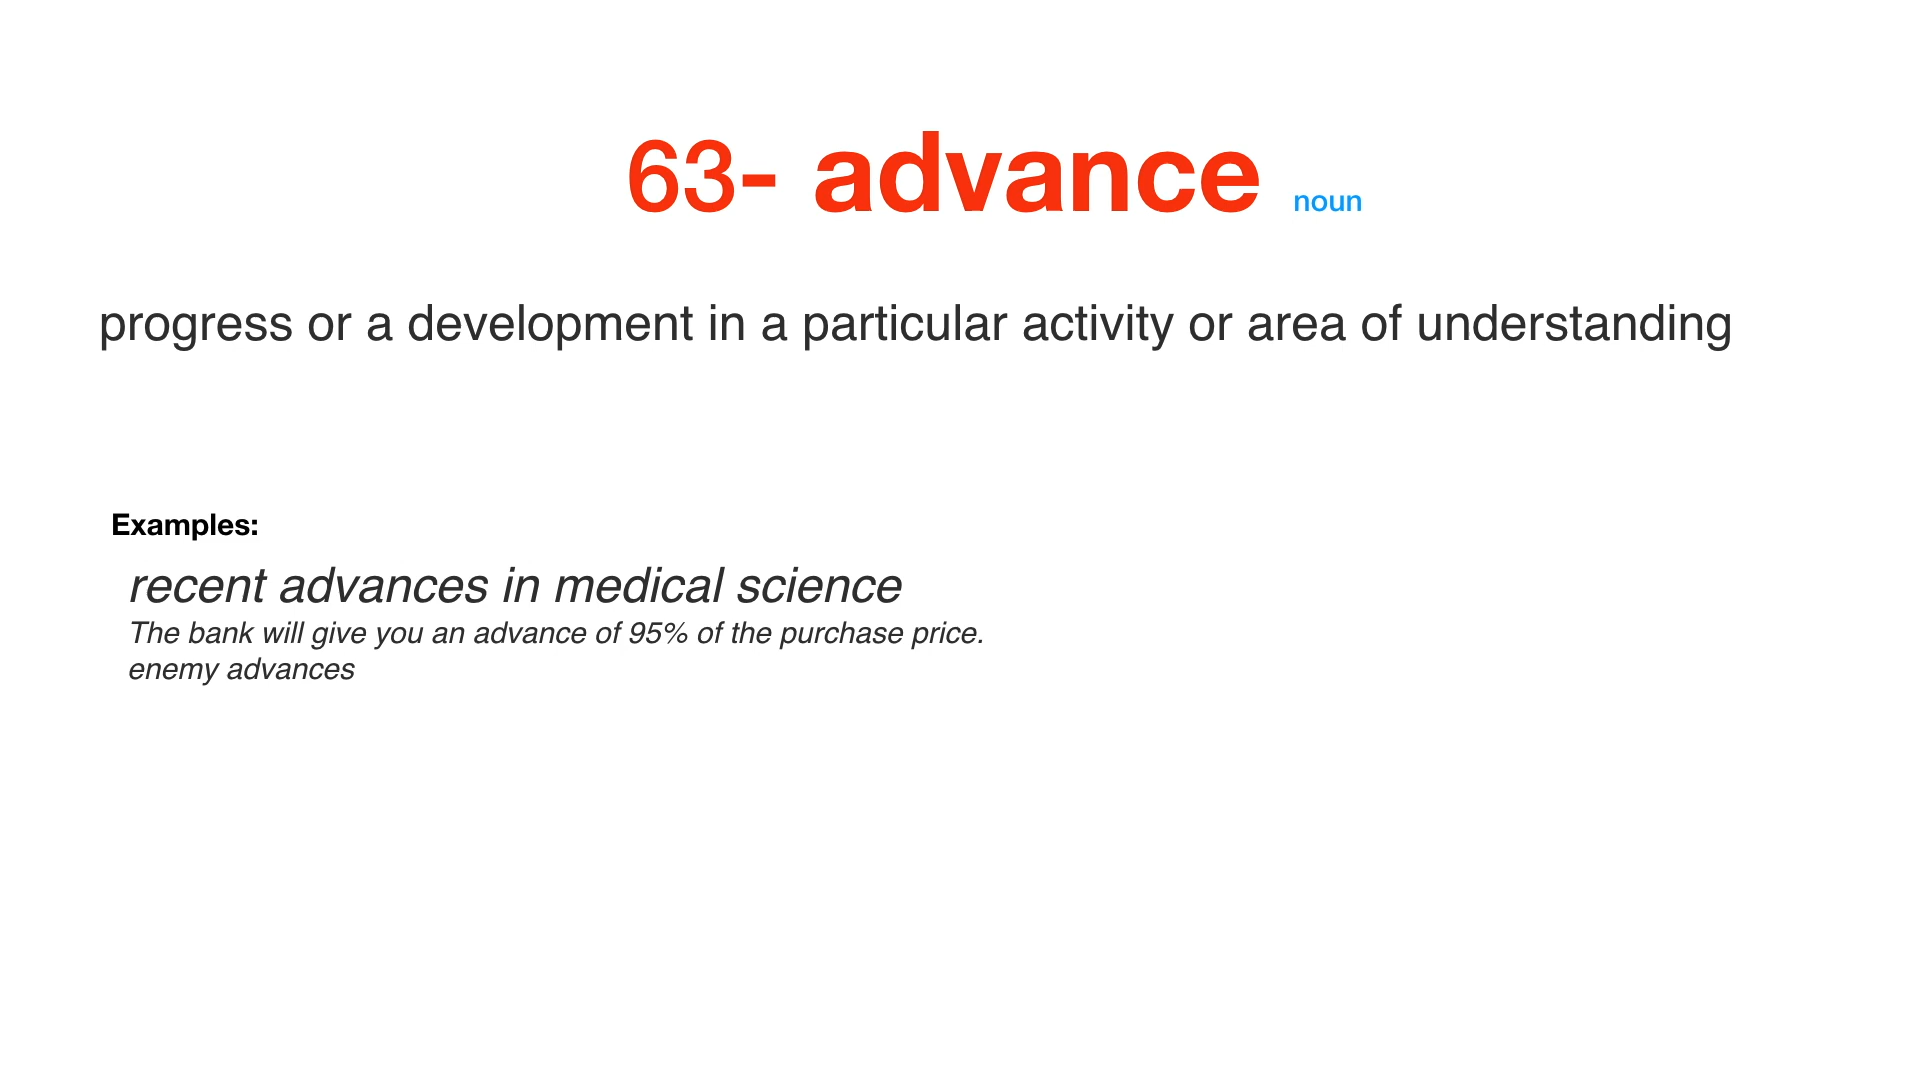 63- advance noun
progress or a development in a particular activity or area of understanding
Examples:
recent advances in medical science
The bank will give you an advance of 95% of the purchase price.
enemy advances